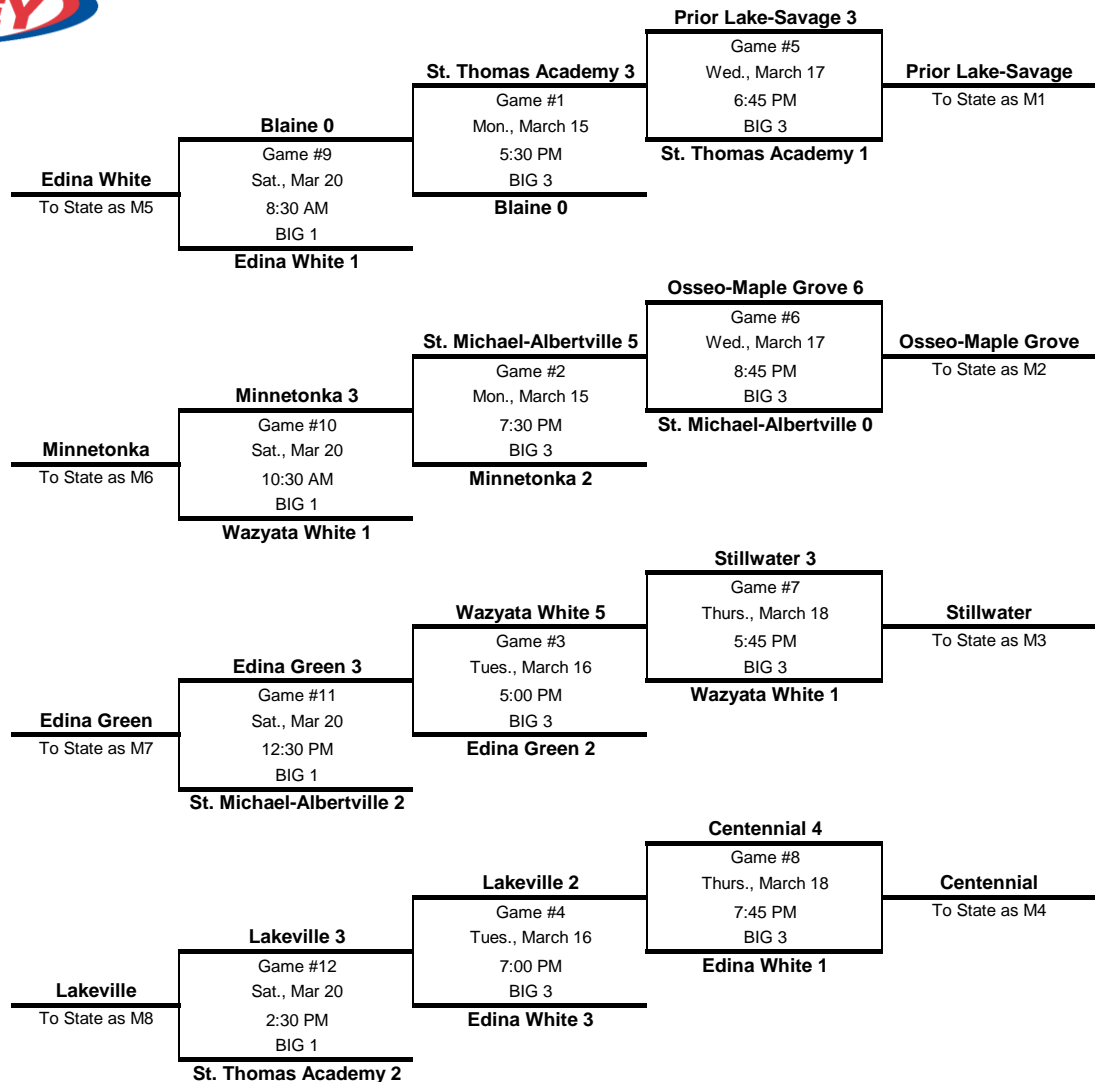 EY
Prior Lake-Savage 3
Game #5
Wed., March 17
6:45 PM
BIG 3
St. Thomas Academy 1
Prior Lake-Savage
To State as M1
St. Thomas Academy 3
Game #1
Mon., March 15
5:30 PM
BIG 3
Blaine 0
Blaine 0
Game #9
Sat., Mar 20
8:30 AM
BIG 1
Edina White 1
Edina White
To State as M5
Osseo-Maple Grove 6
Game #6
Wed., March 17
8:45 PM
BIG 3
St. Michael-Albertville 0
Osseo-Maple Grove
To State as M2
St. Michael-Albertville 5
Game #2
Mon., March 15
7:30 PM
BIG 3
Minnetonka 2
Minnetonka 3
Game #10
Sat., Mar 20
10:30 AM
BIG 1
Wazyata White 1
Minnetonka
To State as M6
Stillwater 3
Game #7
Thurs., March 18
5:45 PM
BIG 3
Wazyata White 1
Stillwater
To State as M3
Wazyata White 5
Game #3
Tues., March 16
5:00 PM
BIG 3
Edina Green 2
Edina Green 3
Game #11
Sat., Mar 20
12:30 PM
BIG 1
St. Michael-Albertville 2
Edina Green
To State as M7
Centennial 4
Game #8
Thurs., March 18
7:45 PM
BIG 3
Edina White 1
Centennial
To State as M4
Lakeville 2
Game #4
Tues., March 16
7:00 PM
BIG 3
Edina White 3
Lakeville 3
Game #12
Sat., Mar 20
2:30 PM
BIG 1
St. Thomas Academy 2
Lakeville
To State as M8